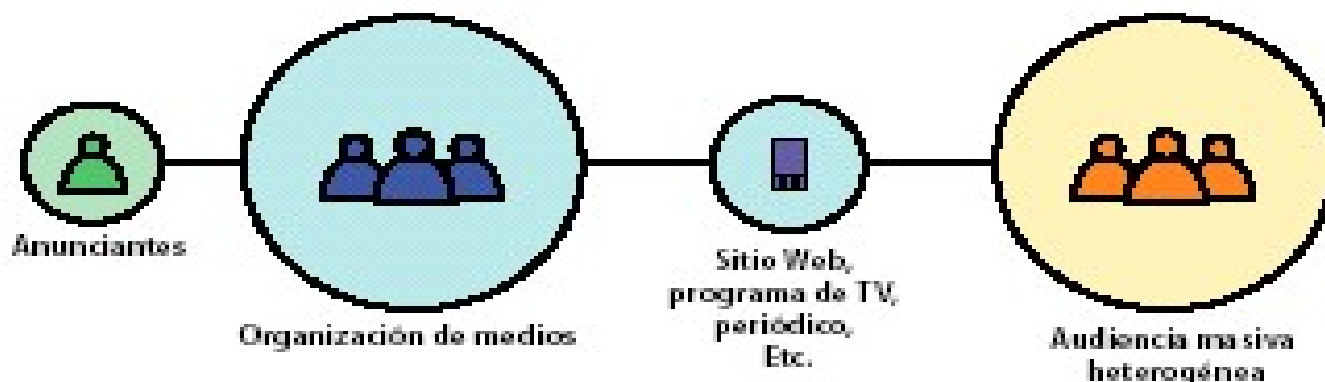 Anunciantes
Organización de medios
Sitio Web,
programa de TV,
periódico,
Etc.
Audiencia masiva
heterogénea